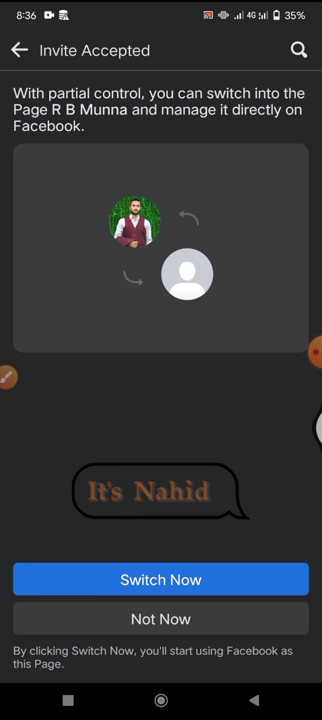 8:36 4G 35%
Invite Accepted
With partial control, you can switch into the
Page R B Munna and manage it directly on
Facebook.
It's Nahid
Switch Now
Not Now
By clicking Switch Now, you'll start using Facebook as
this Page.